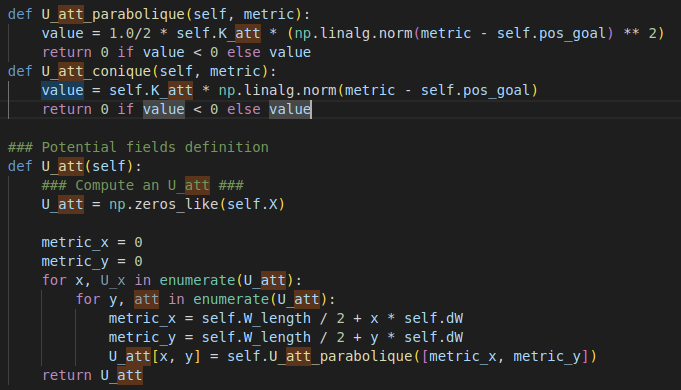 def U_att_parabolique(self, metric):
    value = 1.0/2 * self.K_att * (np.linalg.norm(metric - self.pos_goal) ** 2)
    return 0 if value < 0 else value
def U_att_conique(self, metric):
    value = self.K_att * np.linalg.norm(metric - self.pos_goal)
    return 0 if value < 0 else value
### Potential fields definition
def U_att(self):
    ### Compute an U_att ###
    U_att = np.zeros_like(self.X)
    metric_x = 0
    metric_y = 0
    for x, U_x in enumerate(U_att):
        for y, att in enumerate(U_att):
            metric_x = self.W_length / 2 + x * self.dW
            metric_y = self.W_length / 2 + y * self.dW
            U_att[x, y] = self.U_att_parabolique([metric_x, metric_y])
    return U_att